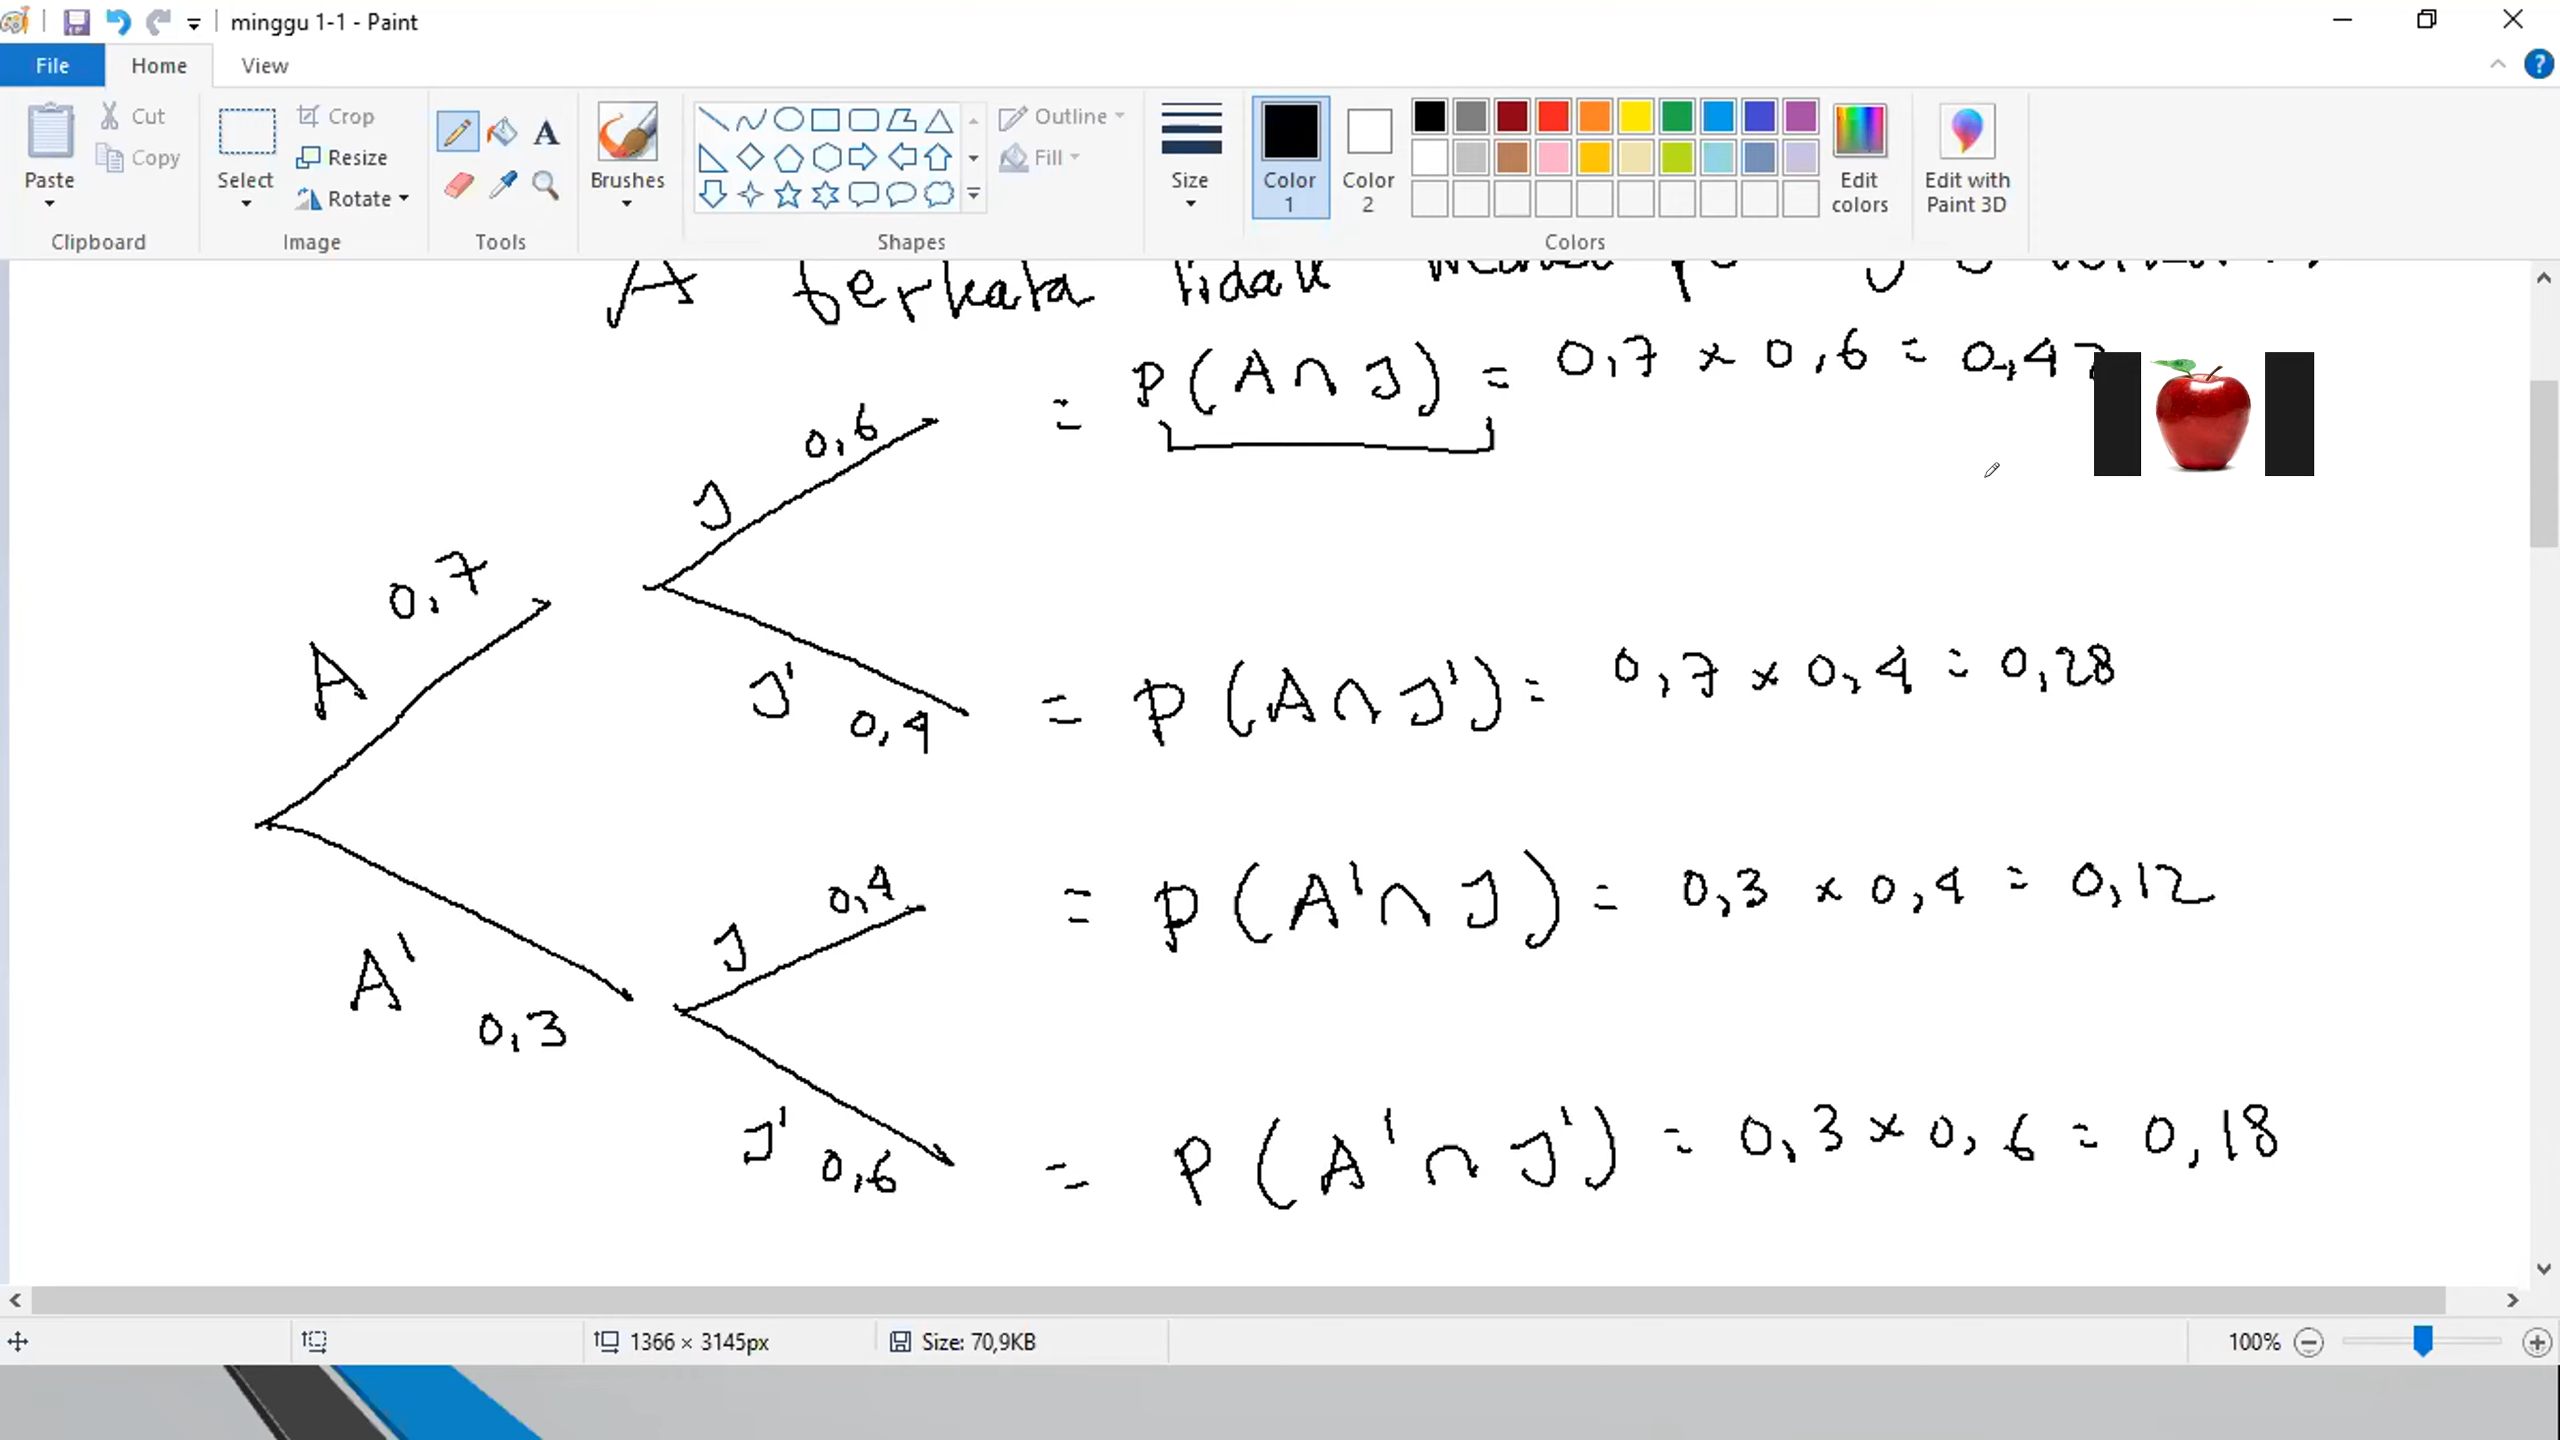 minggu 1-1 - Paint
File Home View
Cut
Copy
Paste
Clipboard
Crop
Resize
Rotate
Select
Image
A
Tools
Brushes
Outline
Fill
Shapes
Size
Color 1
Color 2
Colors
Edit colors
Edit with Paint 3D
A berkata tidak
= P(A∩J) = 0,7 x 0,6 = 0,42
J 0,6
A 0,7
J' 0,4 = P(A∩J') = 0,7 x 0,4 = 0,28
J 0,4 = P(A'∩J) = 0,3 x 0,4 = 0,12
A' 0,3
J' 0,6 = P(A'∩J') = 0,3 x 0,6 = 0,18
1366 × 3145px
Size: 70,9KB
100%